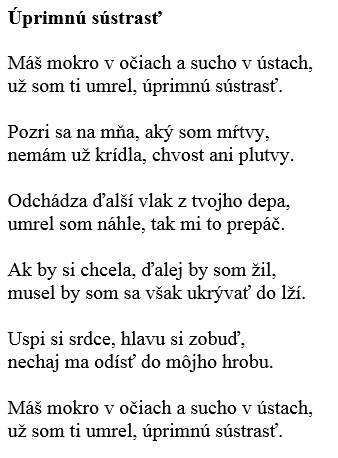 Úprimnú sústrasť
Máš mokro v očiach a sucho v ústach,
už som ti umrel, úprimnú sústrasť.
Pozri sa na mňa, aký som mŕtvy,
nemám už krídla, chvost ani plutvy.
Odchádza ďalší vlak z tvojho depa,
umrel som náhle, tak mi to prepáč.
Ak by si chcela, ďalej by som žil,
musel by som sa však ukrývať do lží.
Uspi si srdce, hlavu si zobuď,
nechaj ma odísť do môjho hrobu.
Máš mokro v očiach a sucho v ústach,
už som ti umrel, úprimnú sústrasť.